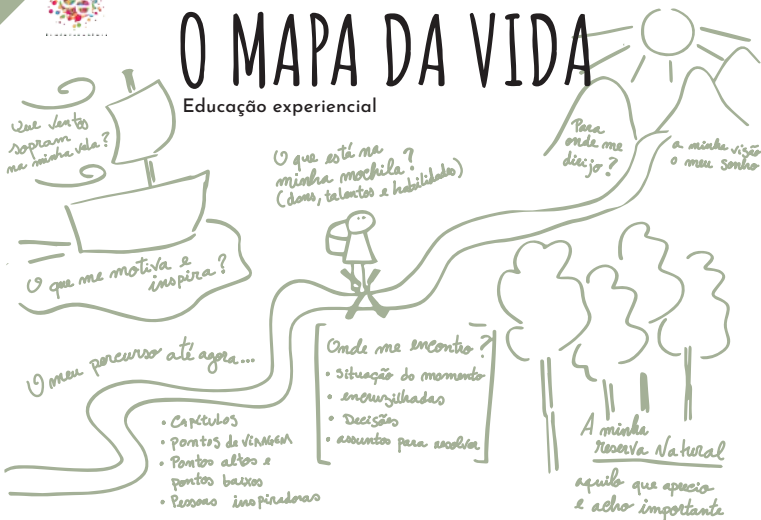 O MAPA DA VIDA
Educação experiencial
Que ventos
sopram
na minha vela?
O que me motiva e
inspira?
O que está na
minha mochila?
(dores, talentos e habilidades)
Para
onde me
dirijo?
a minha visão
o meu sonho
O meu percurso até agora...
• Capítulos
• pontos de viragem
• Pontos altos e
pontos baixos
• Pessoas inspiradoras
Onde me encontro?
• Situação do momento
• encruzilhadas
• Decisões
• assuntos para resolver
A minha
reserva Natural
aquilo que aprecio
e acho importante